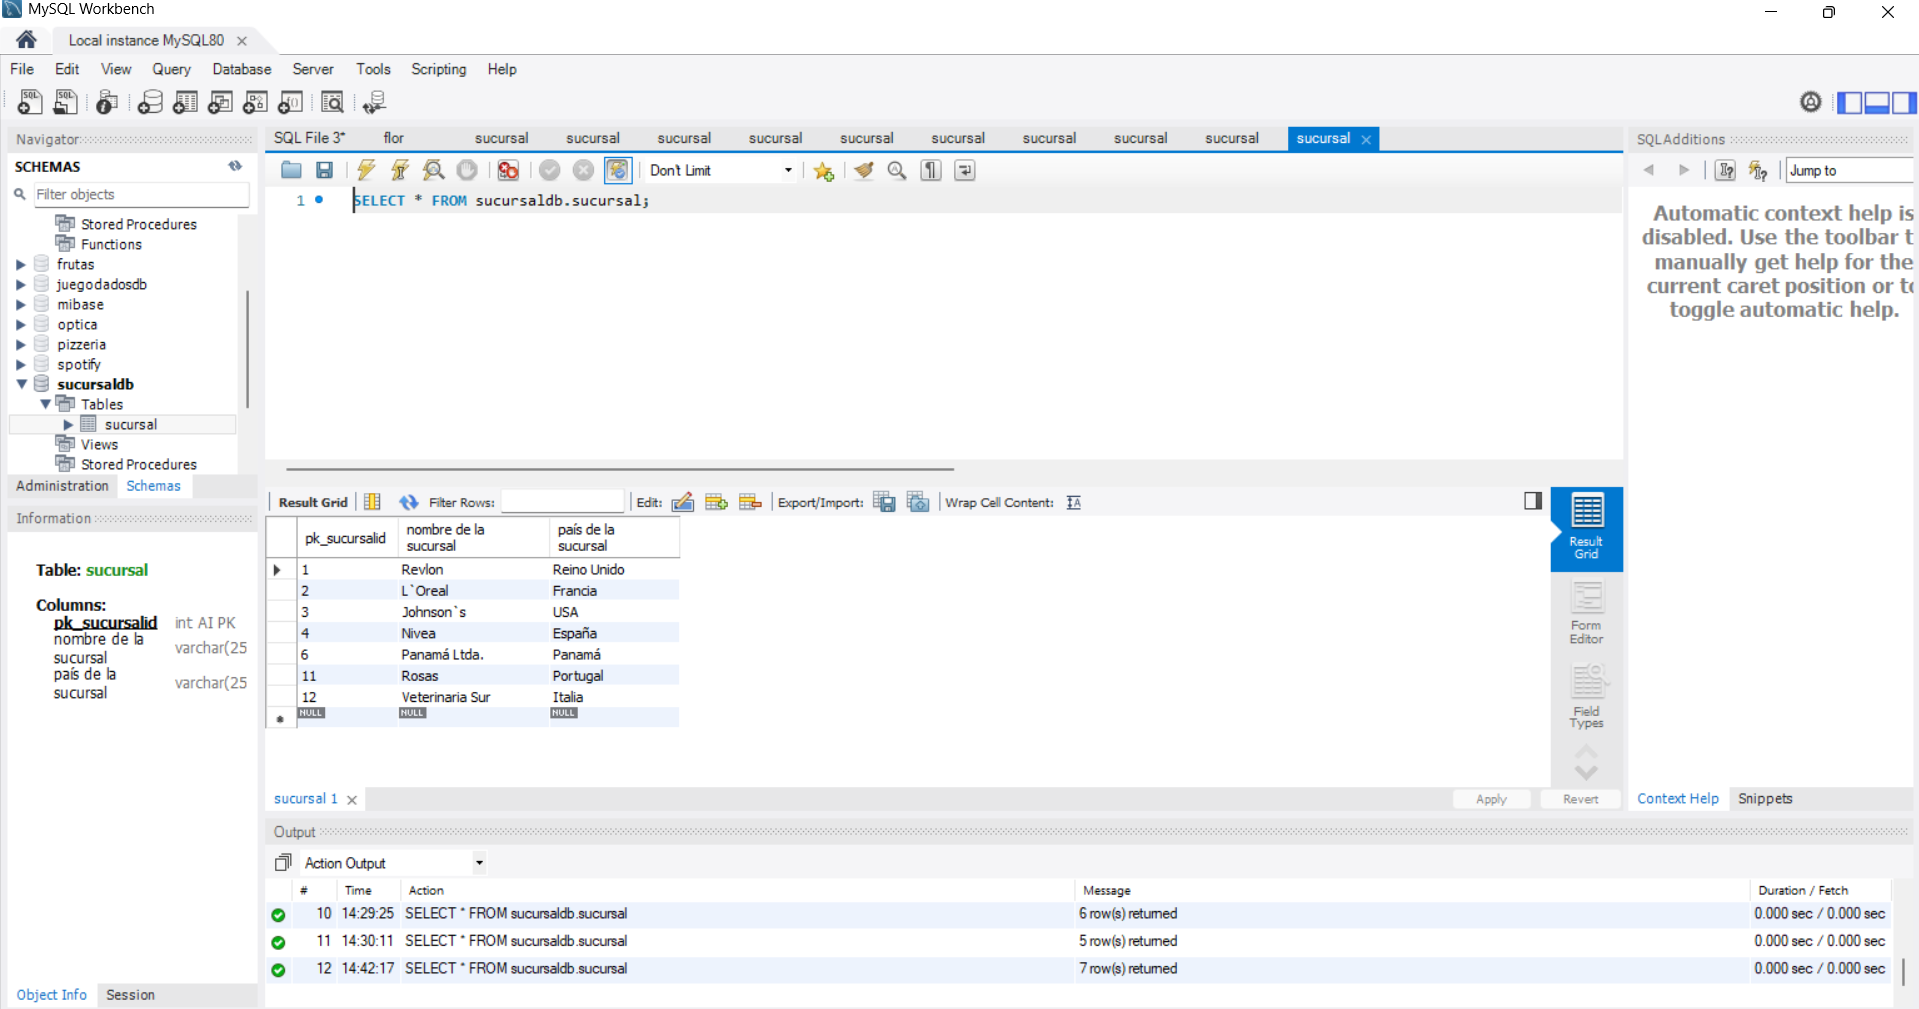 MySQL Workbench
Local instance MySQL80
File Edit View Query Database Server Tools Scripting Help
Navigator
SCHEMAS
Filter objects
Stored Procedures
Functions
frutas
juegodadosdb
mibase
optica
pizzeria
spotify
sucursaldb
Tables
sucursal
Views
Stored Procedures
Administration Schemas
Information
Table: sucursal
Columns:
pk_sucursalid int AI PK
nombre de la sucursal varchar(25
país de la sucursal varchar(25
Object Info Session
SQL File 3* flor sucursal sucursal sucursal sucursal sucursal sucursal sucursal sucursal sucursal sucursal
Don't Limit
1 SELECT * FROM sucursaldb.sucursal;
Result Grid Filter Rows: Edit: Export/Import: Wrap Cell Content:
pk_sucursalid nombre de la sucursal país de la sucursal
1 Revlon Reino Unido
2 L`Oreal Francia
3 Johnson`s USA
4 Nivea España
6 Panamá Ltda. Panamá
11 Rosas Portugal
12 Veterinaria Sur Italia
NULL NULL NULL
Result Grid
Form Editor
Field Types
sucursal 1 Apply Revert
Output
Action Output
# Time Action Message Duration / Fetch
10 14:29:25 SELECT * FROM sucursaldb.sucursal 6 row(s) returned 0.000 sec / 0.000 sec
11 14:30:11 SELECT * FROM sucursaldb.sucursal 5 row(s) returned 0.000 sec / 0.000 sec
12 14:42:17 SELECT * FROM sucursaldb.sucursal 7 row(s) returned 0.000 sec / 0.000 sec
SQLAdditions
Jump to
Automatic context help is
disabled. Use the toolbar t
manually get help for the
current caret position or to
toggle automatic help.
Context Help Snippets